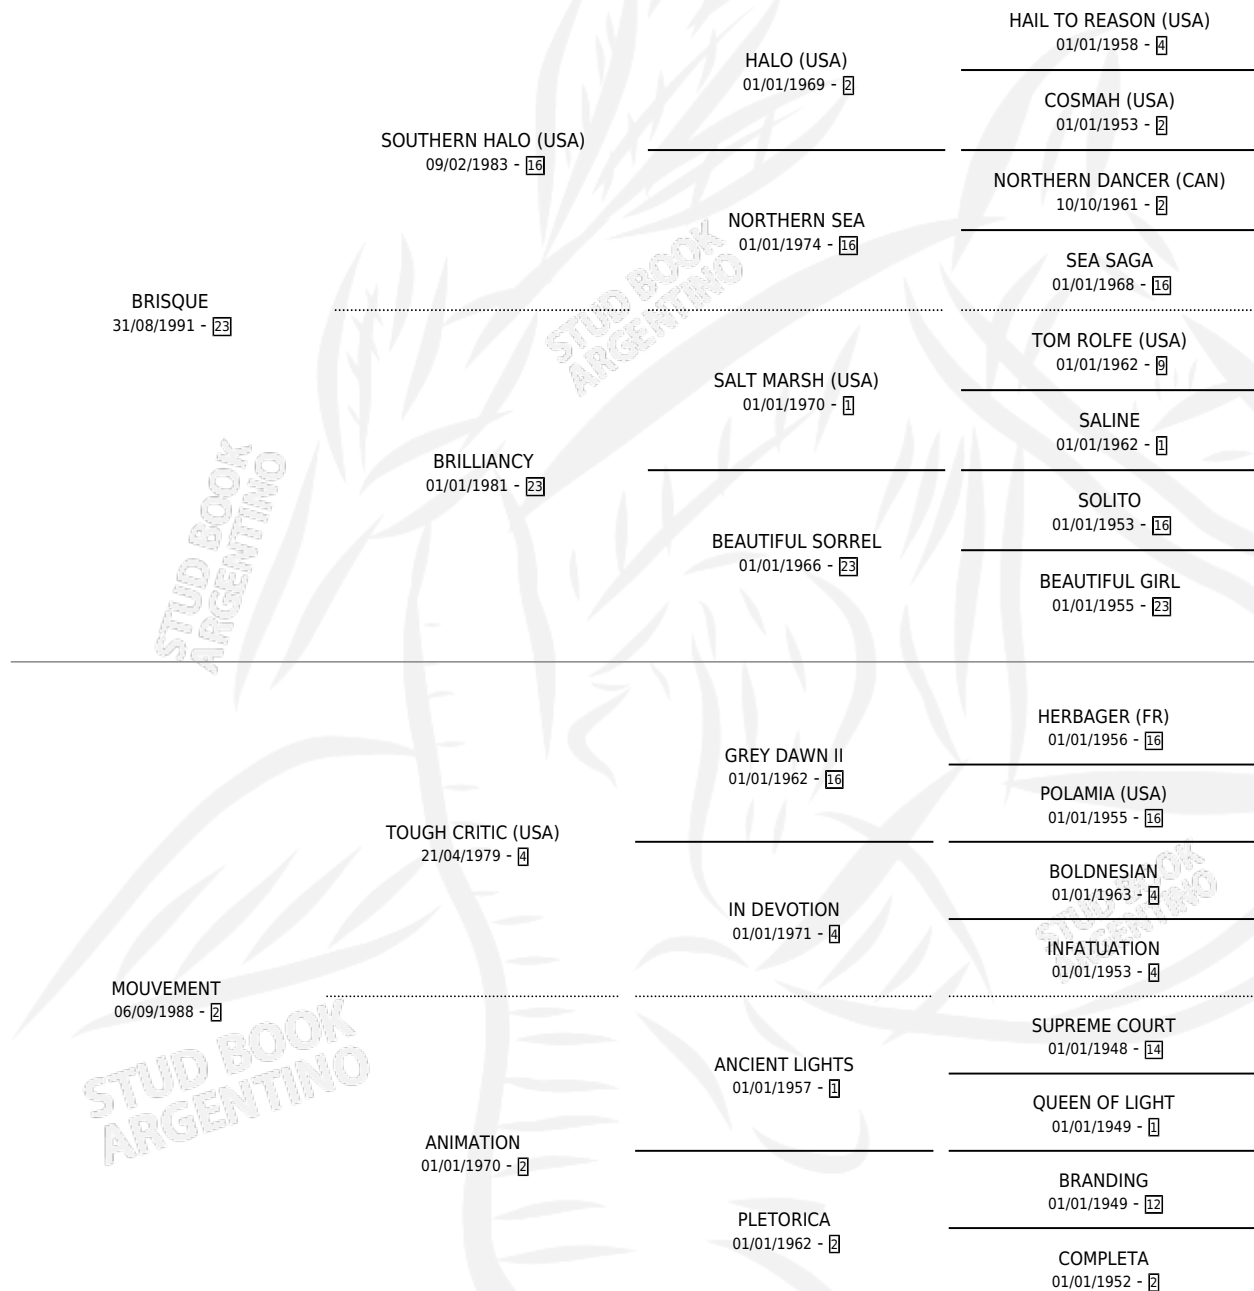 HAIL TO REASON (USA)
01/01/1958 - 4
HALO (USA)
01/01/1969 - 2
COSMAH (USA)
01/01/1953 - 2
SOUTHERN HALO (USA)
09/02/1983 - 16
NORTHERN DANCER (CAN)
10/10/1961 - 2
NORTHERN SEA
01/01/1974 - 16
SEA SAGA
01/01/1968 - 16
BRISQUE
31/08/1991 - 23
STUD BOOK
ARGENTINO
TOM ROLFE (USA)
01/01/1962 - 9
SALT MARSH (USA)
01/01/1970 - 1
SALINE
01/01/1962 - 1
BRILLIANCY
01/01/1981 - 23
SOLITO
01/01/1953 - 16
BEAUTIFUL SORREL
01/01/1966 - 23
BEAUTIFUL GIRL
01/01/1955 - 23
STUD BOOK
ARGENTINO
HERBAGER (FR)
01/01/1956 - 16
GREY DAWN II
01/01/1962 - 16
POLAMIA (USA)
01/01/1955 - 16
TOUGH CRITIC (USA)
21/04/1979 - 4
BOLDNESIAN
01/01/1963 - 4
IN DEVOTION
01/01/1971 - 4
INFATUATION
01/01/1953 - 4
STUD BOOK
ARGENTINO
MOUVEMENT
06/09/1988 - 2
SUPREME COURT
01/01/1948 - 14
ANCIENT LIGHTS
01/01/1957 - 1
QUEEN OF LIGHT
01/01/1949 - 1
STUD BOOK
ARGENTINO
ANIMATION
01/01/1970 - 2
BRANDING
01/01/1949 - 12
PLETORICA
01/01/1962 - 2
COMPLETA
01/01/1952 - 2